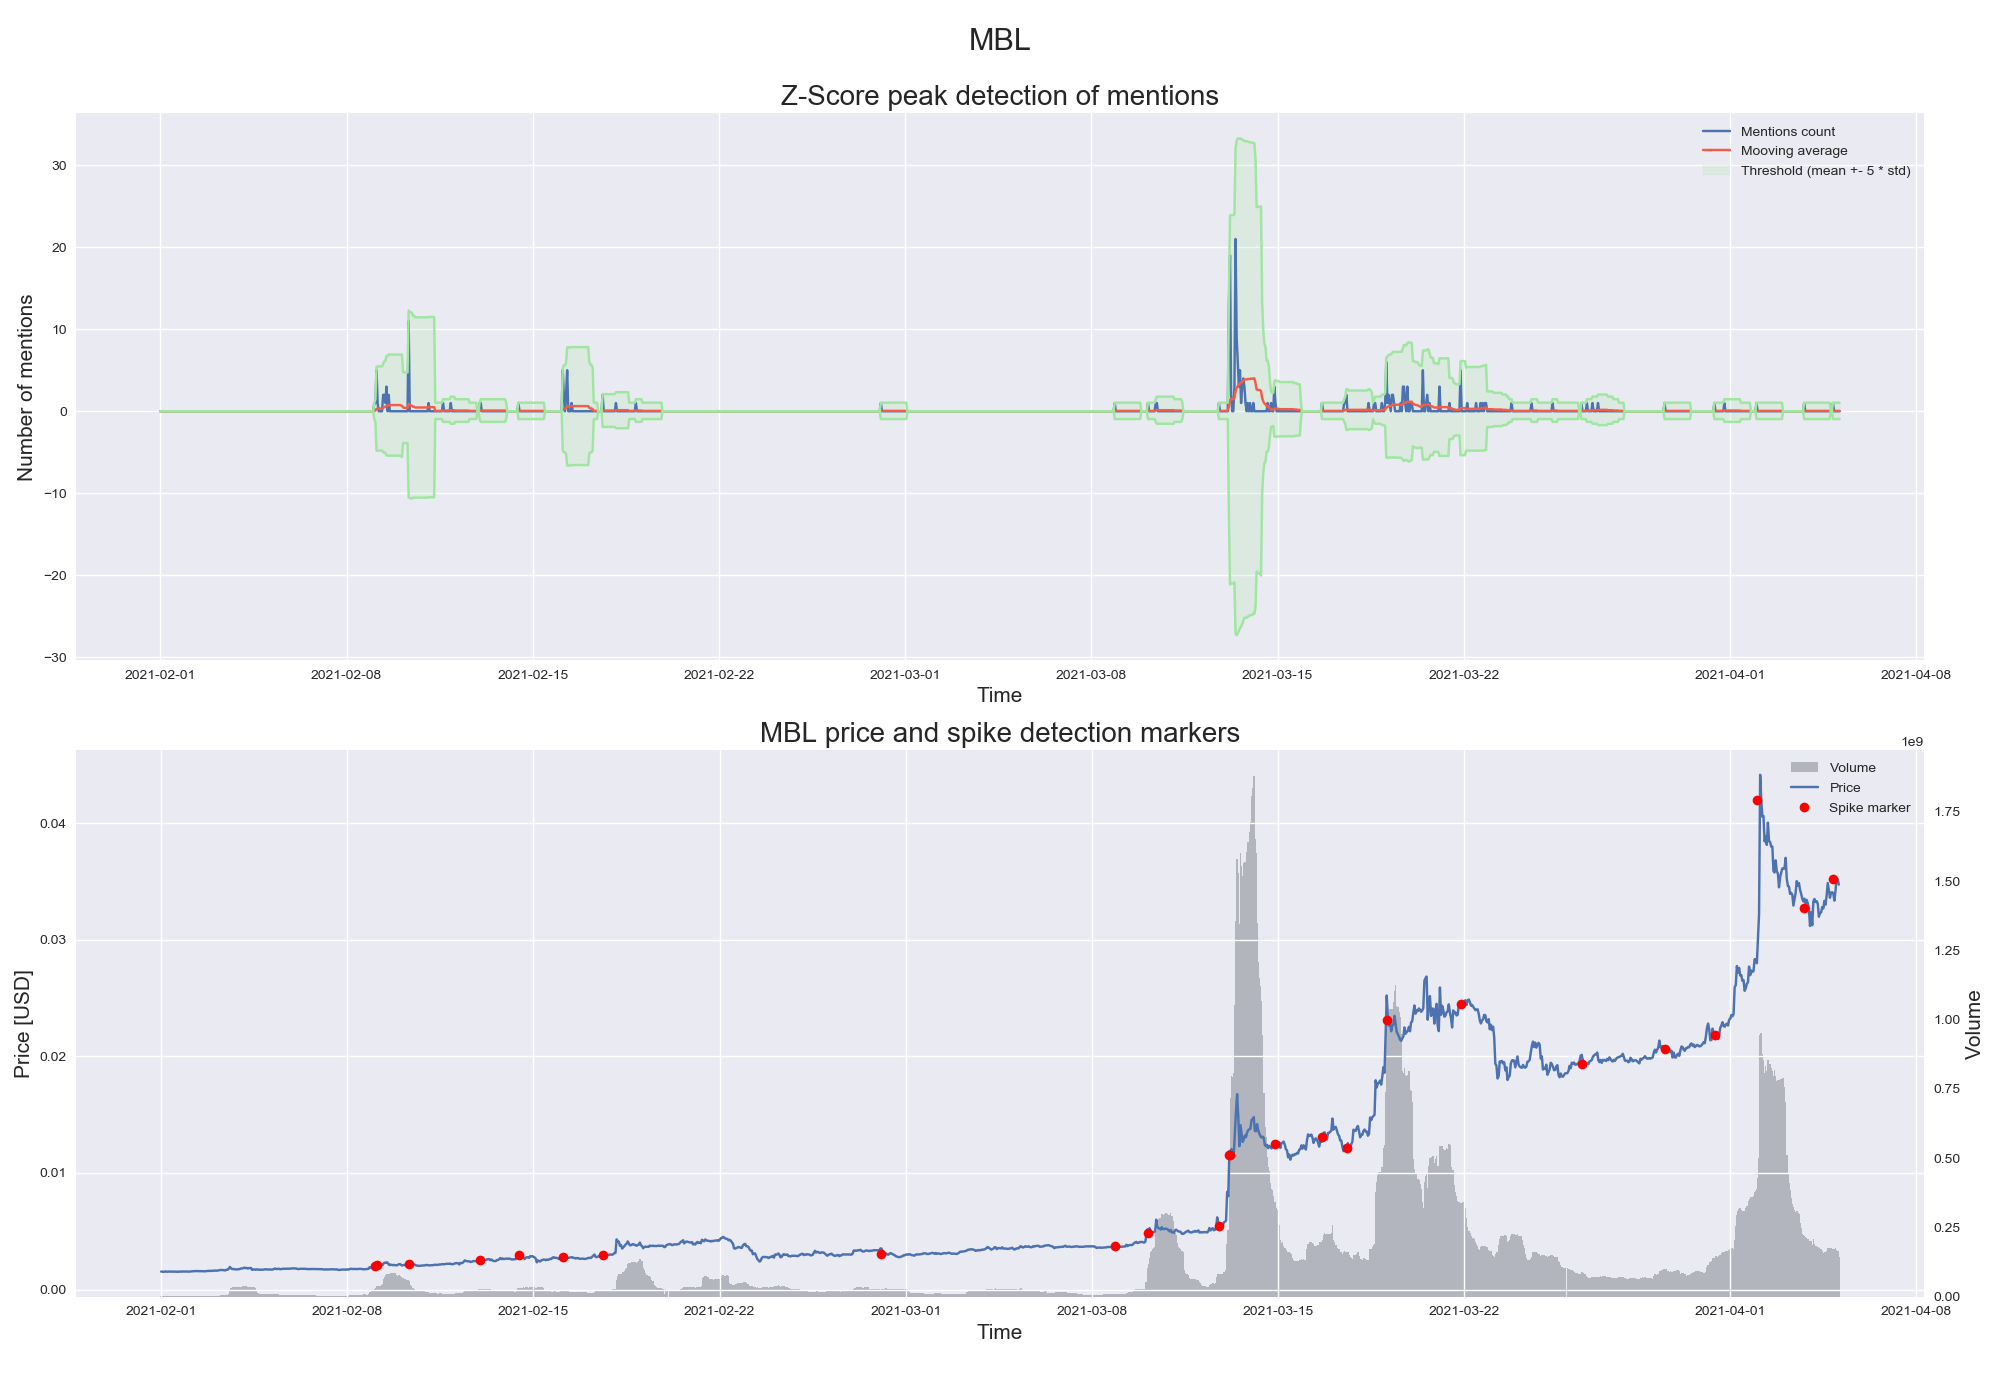 MBL
Z-Score peak detection of mentions
Mentions count
Mooving average
Threshold (mean +- 5 * std)
30
20
10
0
−10
−20
−30
Number of mentions
2021-02-01 2021-02-08 2021-02-15 2021-02-22 2021-03-01 2021-03-08 2021-03-15 2021-03-22 2021-04-01 2021-04-08
Time
MBL price and spike detection markers
1e9
Volume
Price
Spike marker
0.04
0.03
0.02
0.01
0.00
Price [USD]
1.75
1.50
1.25
1.00
0.75
0.50
0.25
0.00
Volume
2021-02-01 2021-02-08 2021-02-15 2021-02-22 2021-03-01 2021-03-08 2021-03-15 2021-03-22 2021-04-01 2021-04-08
Time